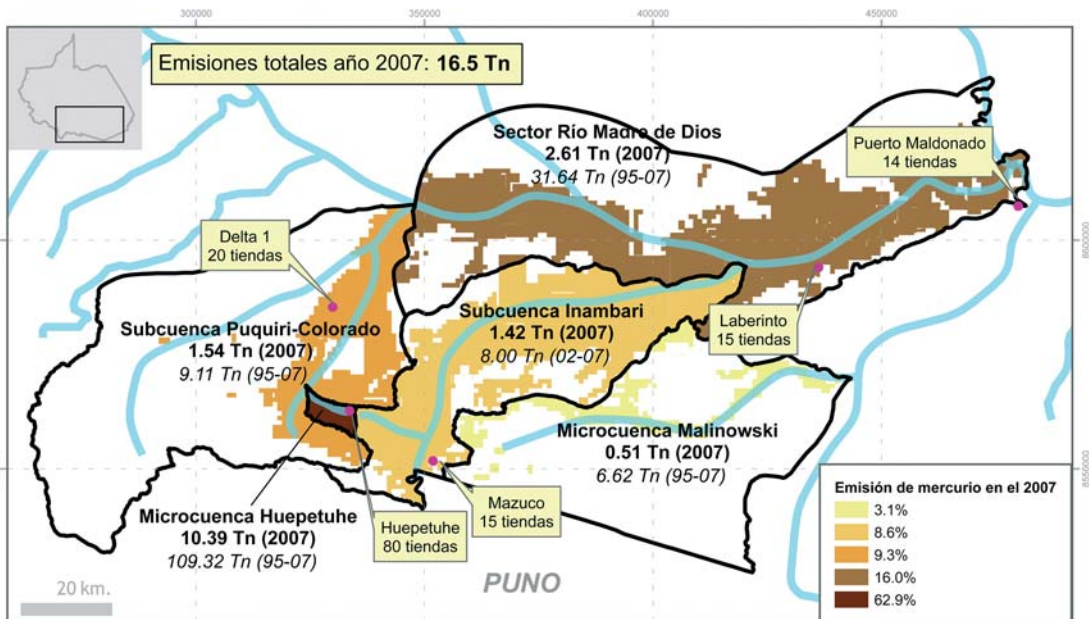 300000
350000
400000
450000
Emisiones totales año 2007: 16.5 Tn
Sector Río Madre de Dios
2.61 Tn (2007)
31.64 Tn (95-07)
Puerto Maldonado
14 tiendas
Delta 1
20 tiendas
8600000
Subcuenca Puquiri-Colorado
1.54 Tn (2007)
9.11 Tn (95-07)
Subcuenca Inambari
1.42 Tn (2007)
8.00 Tn (02-07)
Laberinto
15 tiendas
Microcuenca Malinowski
0.51 Tn (2007)
6.62 Tn (95-07)
8550000
Microcuenca Huepetuhe
10.39 Tn (2007)
109.32 Tn (95-07)
Huepetuhe
80 tiendas
Mazuco
15 tiendas
PUNO
20 km.
Emisión de mercurio en el 2007
3.1%
8.6%
9.3%
16.0%
62.9%